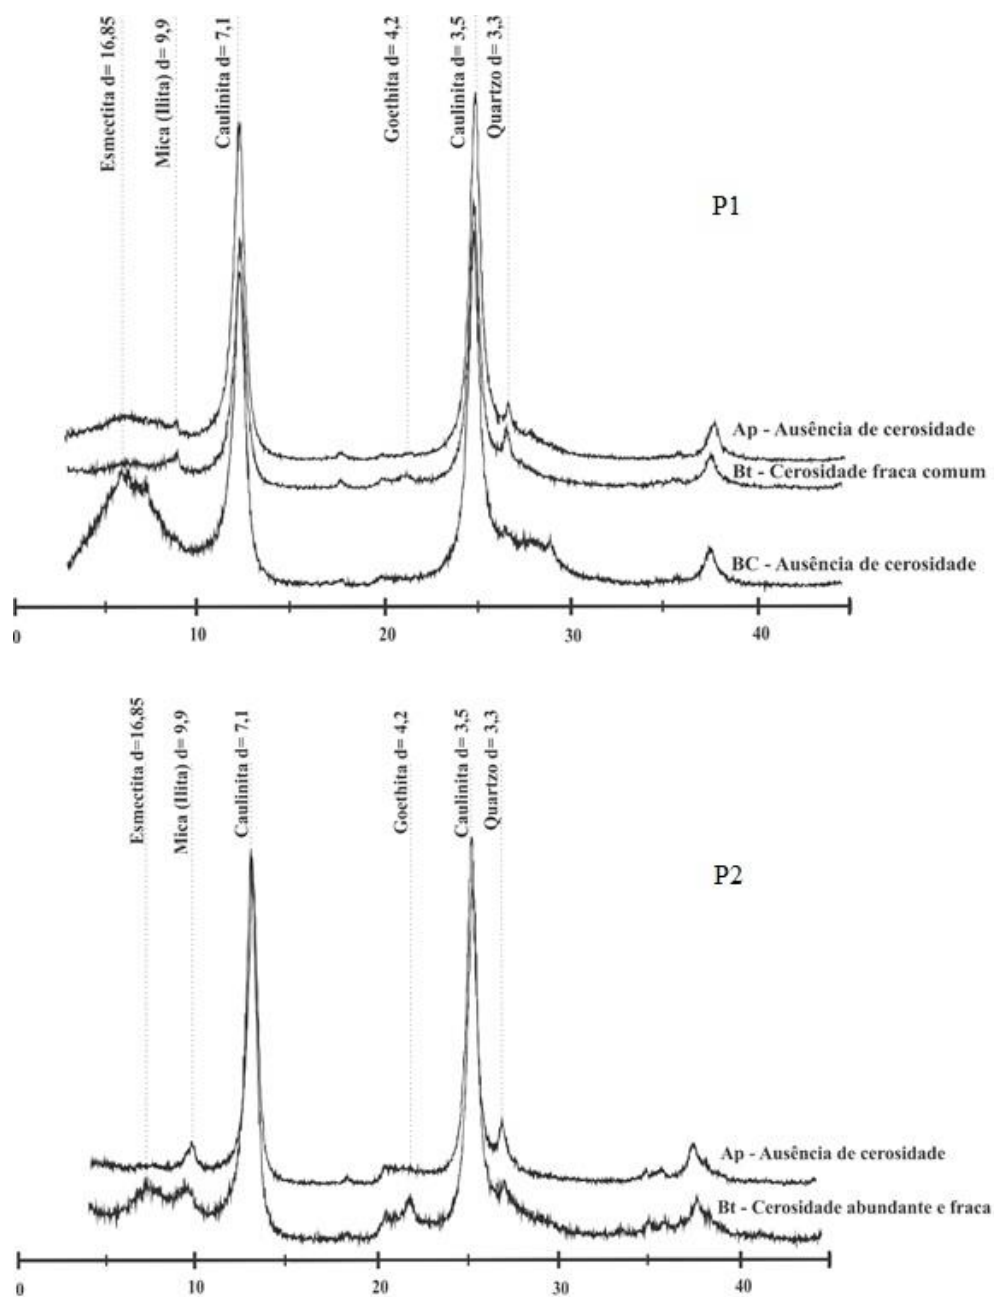 Esmectita d= 16,85
Mica (Ilita) d= 9,9
Caulinita d= 7,1
Goethita d= 4,2
Caulinita d= 3,5
Quartzo d= 3,3
P1
Ap - Ausência de cerosidade
Bt - Cerosidade fraca comum
BC - Ausência de cerosidade
0 10 20 30 40
Esmectita d=16,85
Mica (Ilita) d= 9,9
Caulinita d= 7,1
Goethita d= 4,2
Caulinita d= 3,5
Quartzo d= 3,3
P2
Ap - Ausência de cerosidade
Bt - Cerosidade abundante e fraca
0 10 20 30 40